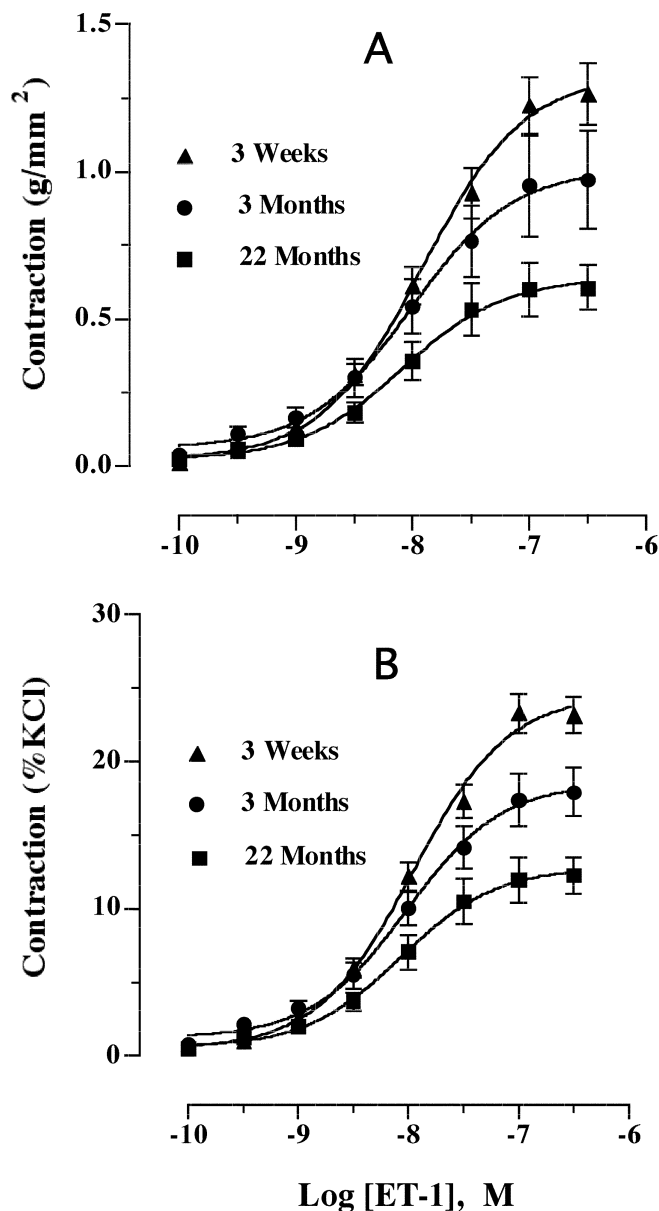 A
1.5
1.0
0.5
0.0
Contraction (g/mm2)
3 Weeks
3 Months
22 Months
-10 -9 -8 -7 -6
B
30
20
10
0
Contraction (%KCl)
3 Weeks
3 Months
22 Months
-10 -9 -8 -7 -6
Log [ET-1], M